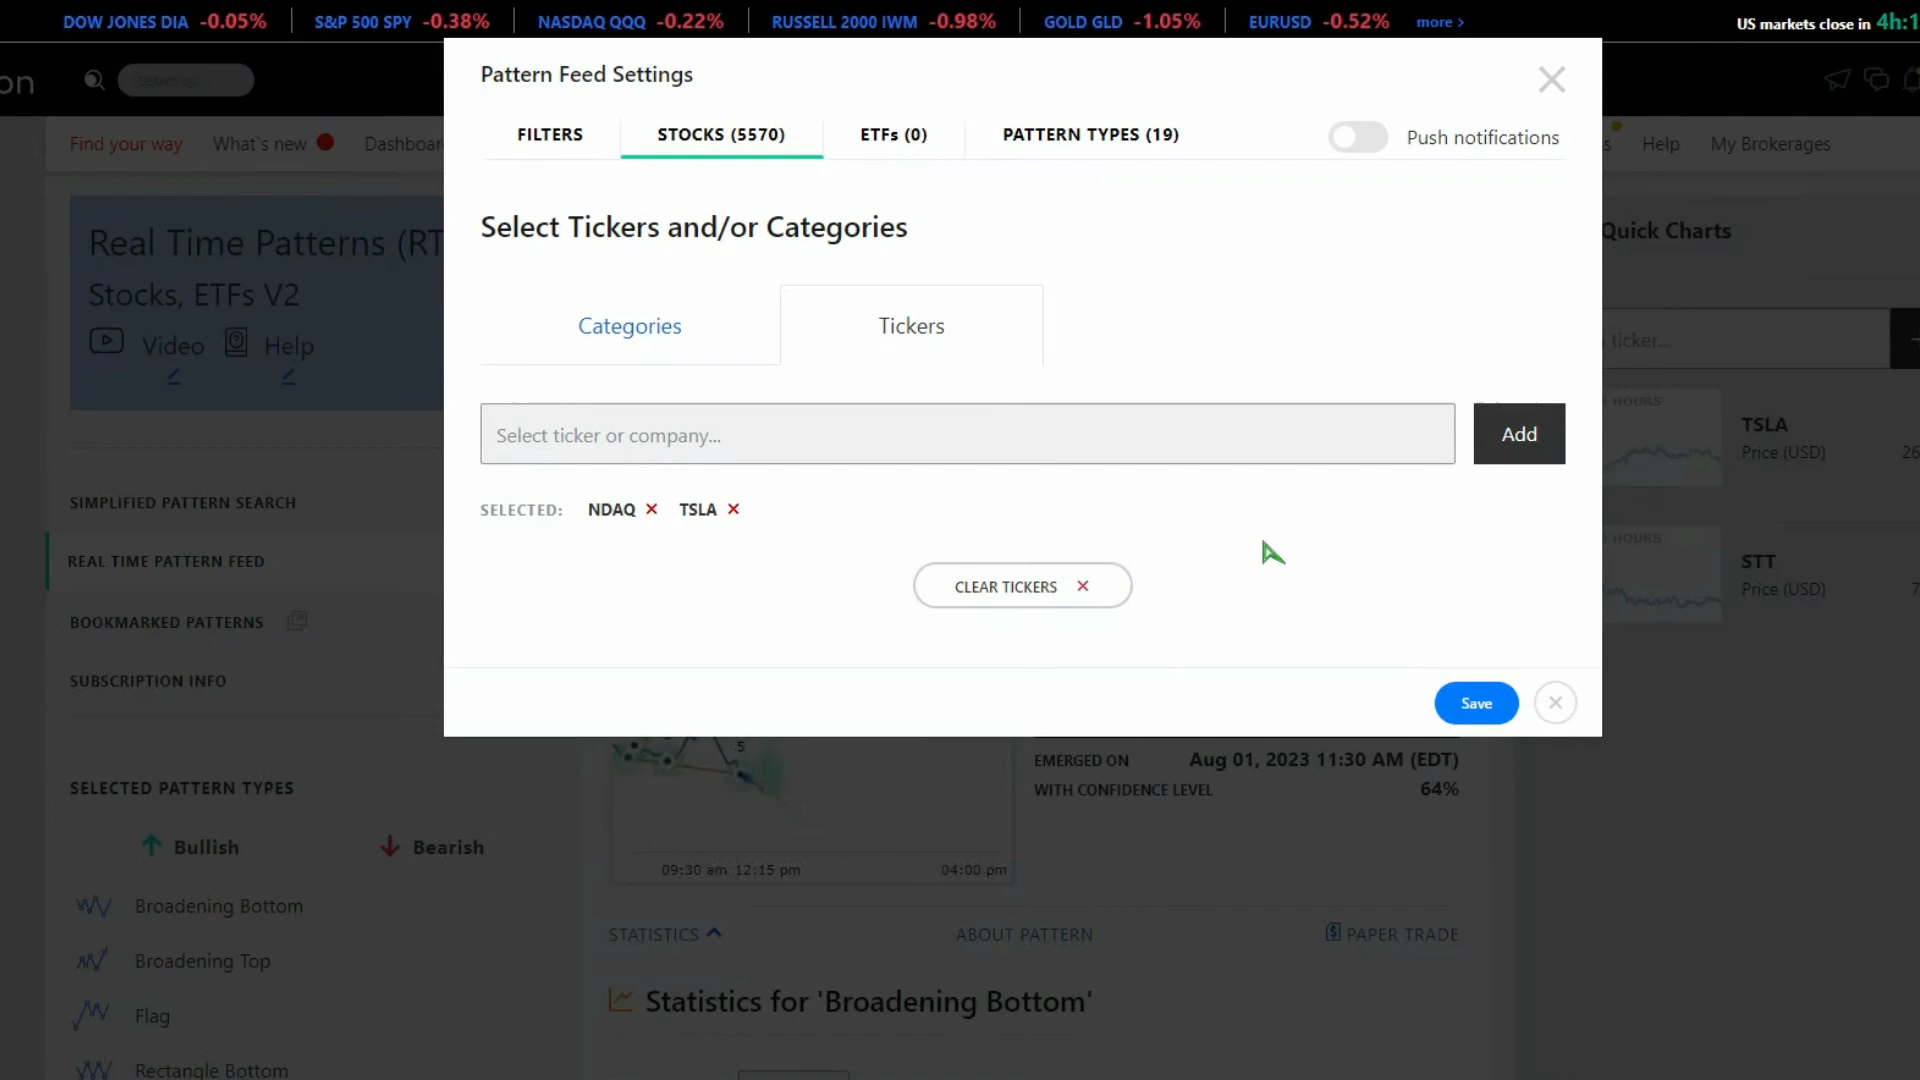 DOW JONES DIA -0.05% S&P 500 SPY -0.38% NASDAQ QQQ -0.22% RUSSELL 2000 IWM -0.98% GOLD GLD -1.05% EURUSD -0.52% more > US markets close in 4h:1
on
Pattern Feed Settings
FILTERS STOCKS (5570) ETFs (0) PATTERN TYPES (19) Push notifications
Find your way What's new Dashboar s Help My Brokerages
Select Tickers and/or Categories
Quick Charts
Real Time Patterns (RT
Stocks, ETFs V2
Video Help
Categories Tickers
ticker...
Select ticker or company... Add
HOURS
TSLA
Price (USD) 26
SIMPLIFIED PATTERN SEARCH
SELECTED: NDAQ TSLA
HOURS
STT
Price (USD) 7
REAL TIME PATTERN FEED
CLEAR TICKERS
BOOKMARKED PATTERNS
SUBSCRIPTION INFO
Save
5
EMERGED ON Aug 01, 2023 11:30 AM (EDT)
WITH CONFIDENCE LEVEL 64%
SELECTED PATTERN TYPES
Bullish Bearish
09:30 am 12:15 pm 04:00 pm
Broadening Bottom
STATISTICS ABOUT PATTERN PAPER TRADE
Broadening Top
Statistics for 'Broadening Bottom'
Flag
Rectangle Bottom